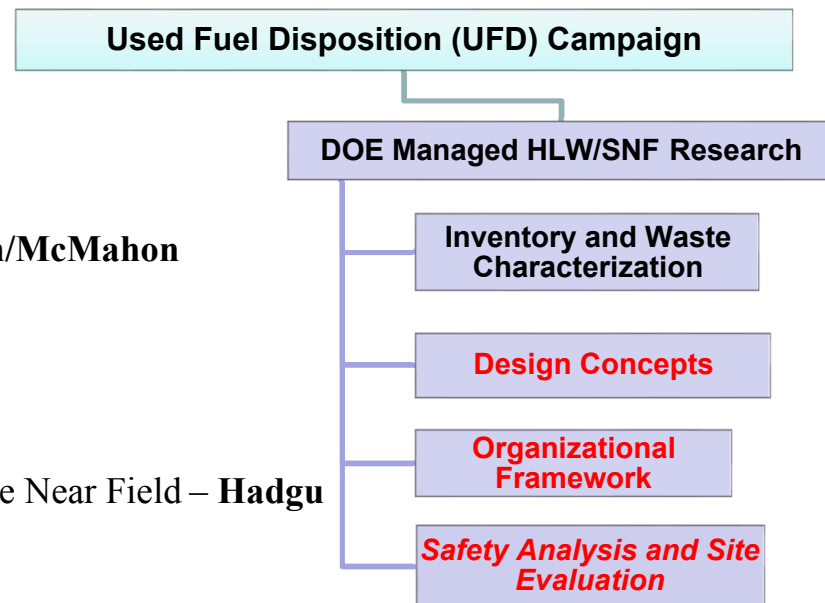 Used Fuel Disposition (UFD) Campaign
DOE Managed HLW/SNF Research
/McMahon
Inventory and Waste
Characterization
Design Concepts
Organizational
Framework
e Near Field – Hadgu
Safety Analysis and Site
Evaluation